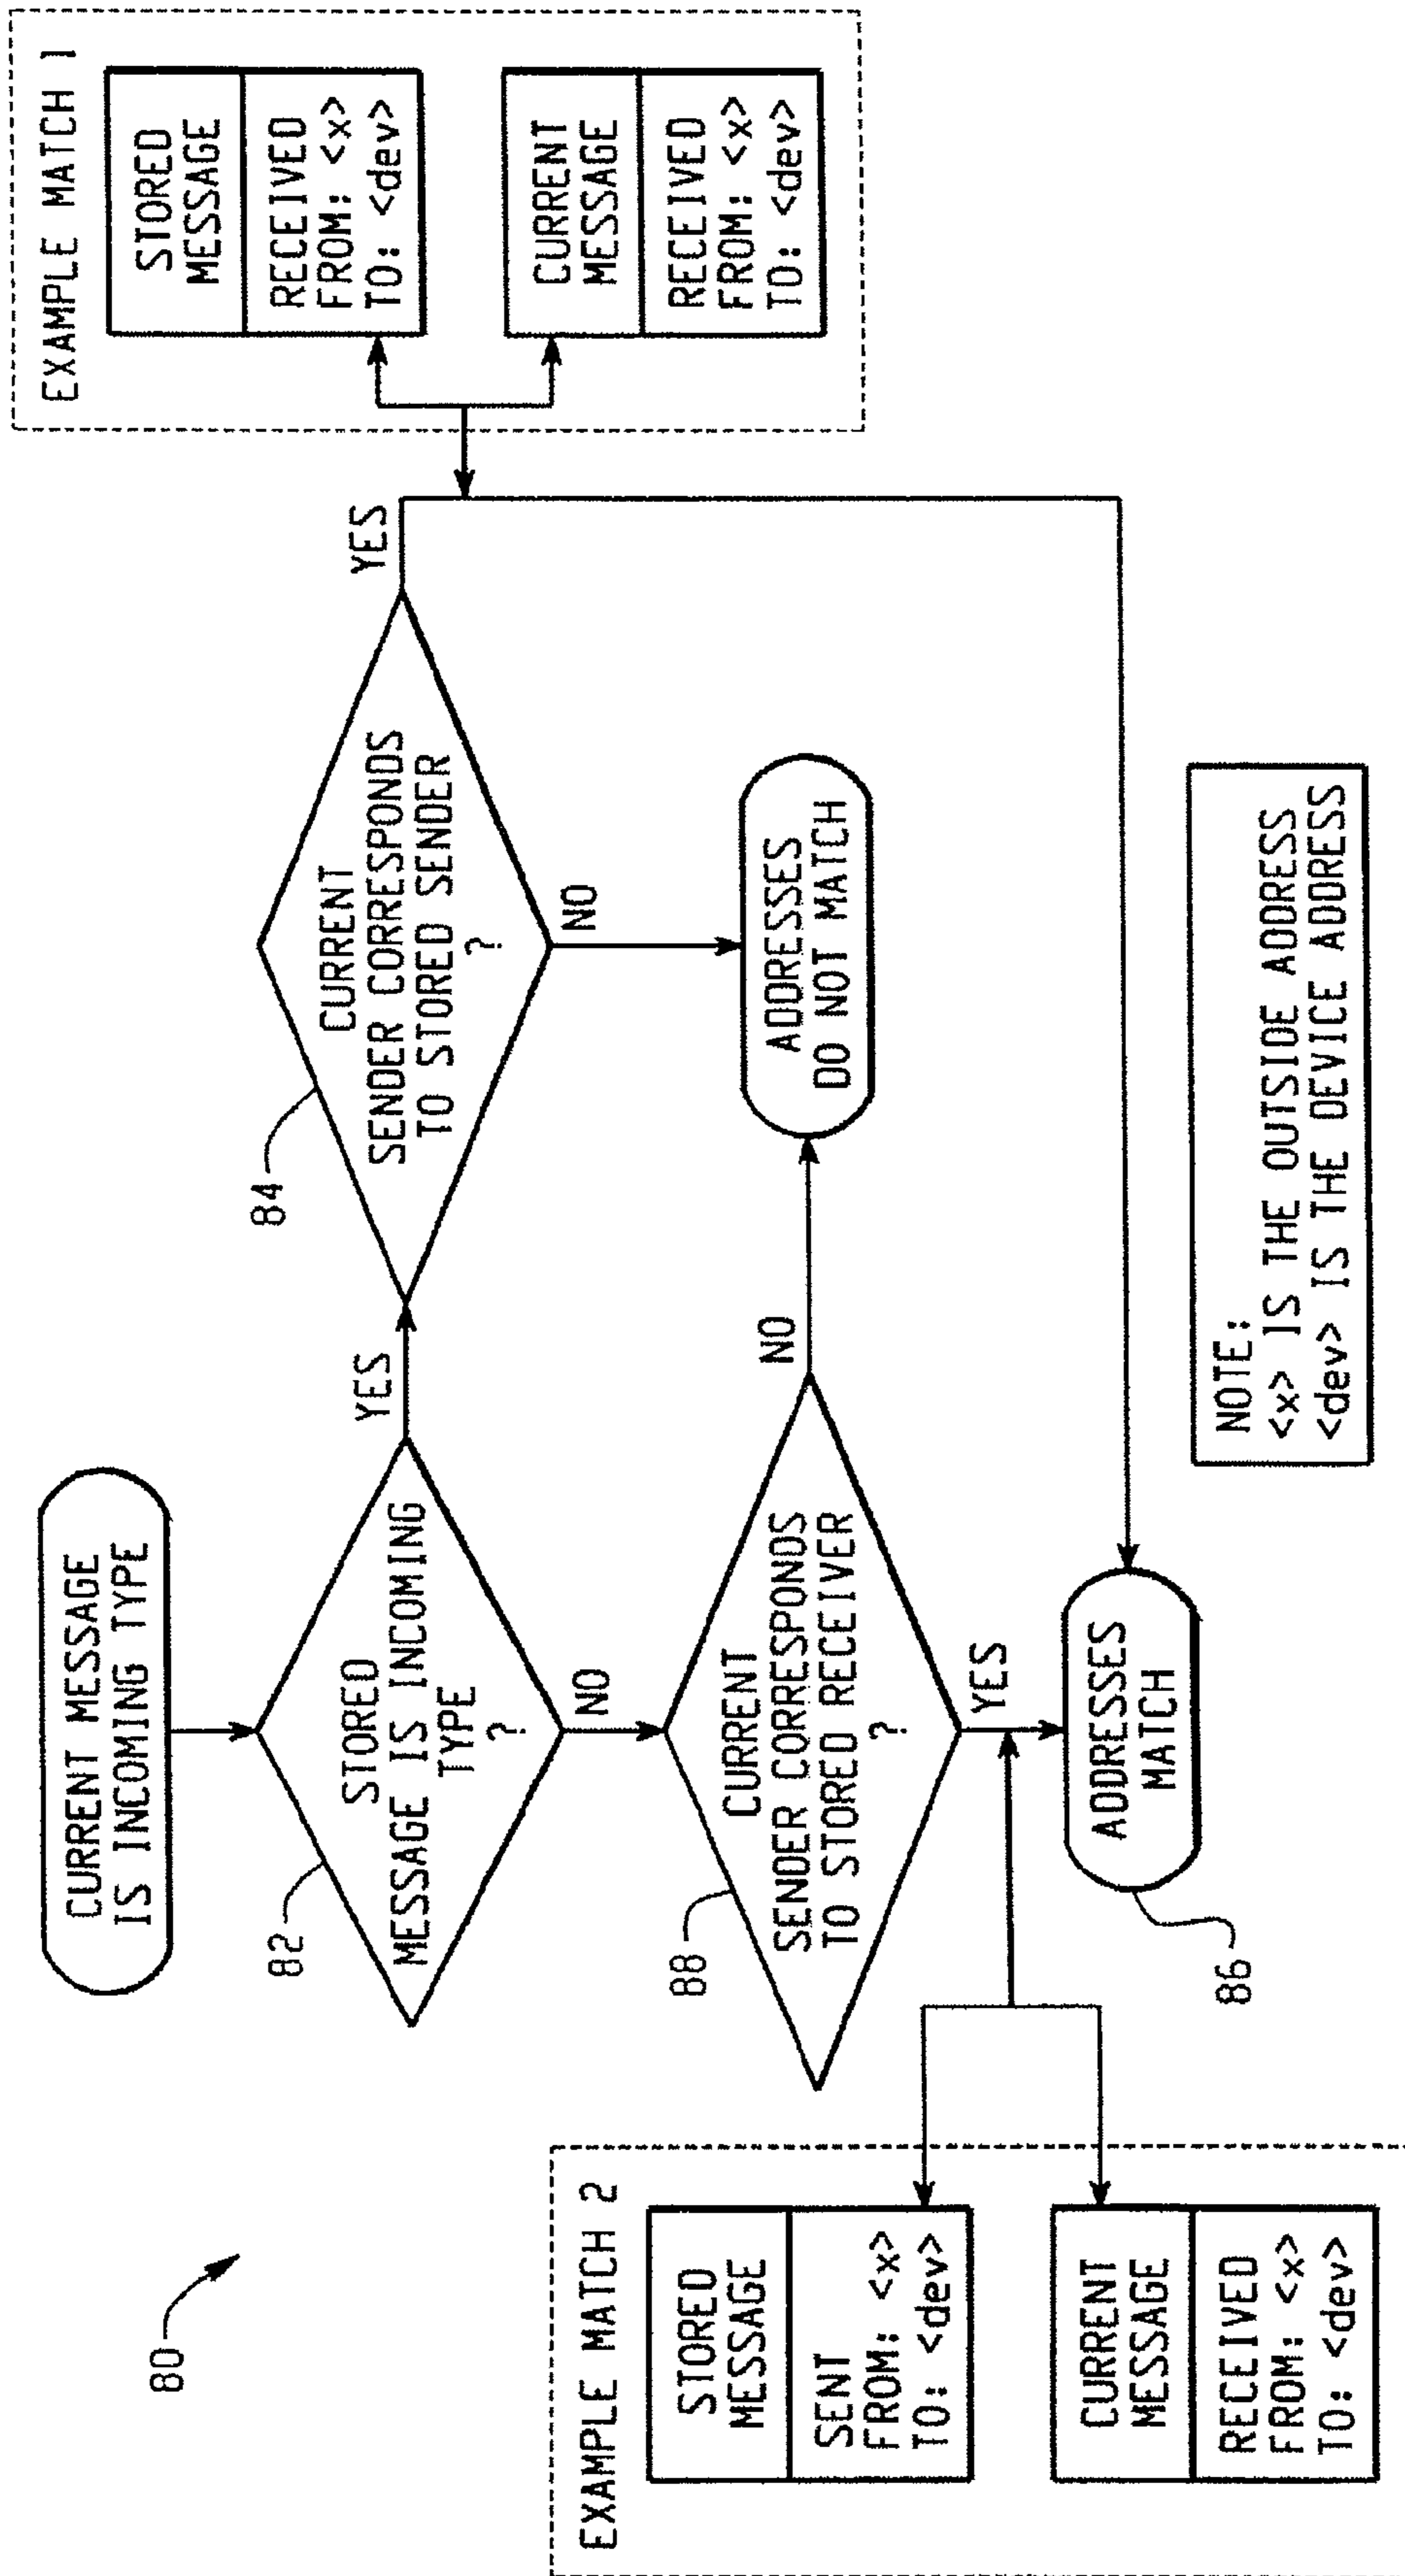 80
CURRENT MESSAGE
IS INCOMING TYPE
82
STORED
MESSAGE IS INCOMING
TYPE
?
YES
NO
84
CURRENT
SENDER CORRESPONDS
TO STORED SENDER
?
YES
NO
EXAMPLE MATCH 1
STORED
MESSAGE
RECEIVED
FROM: <x>
TO: <dev>
CURRENT
MESSAGE
RECEIVED
FROM: <x>
TO: <dev>
88
CURRENT
SENDER CORRESPONDS
TO STORED RECEIVER
?
NO
YES
ADDRESSES
DO NOT MATCH
EXAMPLE MATCH 2
STORED
MESSAGE
SENT
FROM: <x>
TO: <dev>
CURRENT
MESSAGE
RECEIVED
FROM: <x>
TO: <dev>
86
ADDRESSES
MATCH
NOTE:
<x> IS THE OUTSIDE ADDRESS
<dev> IS THE DEVICE ADDRESS